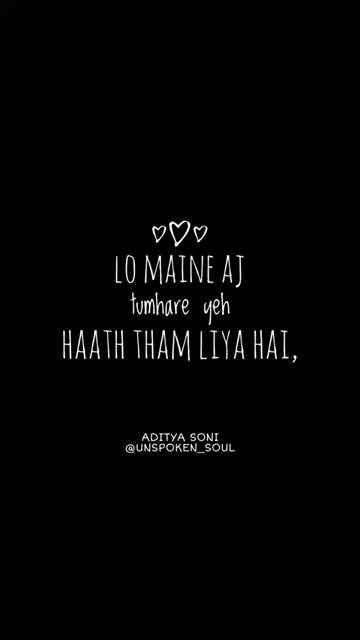 LO MAINE AJ
tumhare yeh
HAATH THAM LIYA HAI,
ADITYA SONI
@UNSPOKEN_SOUL